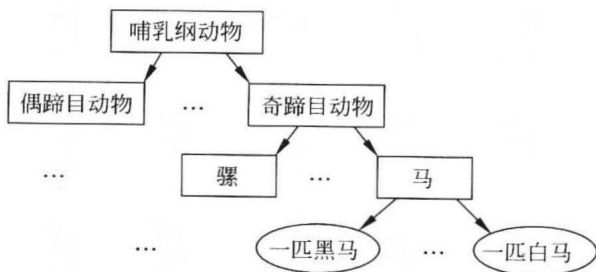 哺乳纲动物
偶蹄目动物 … 奇蹄目动物
… 骡 … 马
… 一匹黑马 … 一匹白马